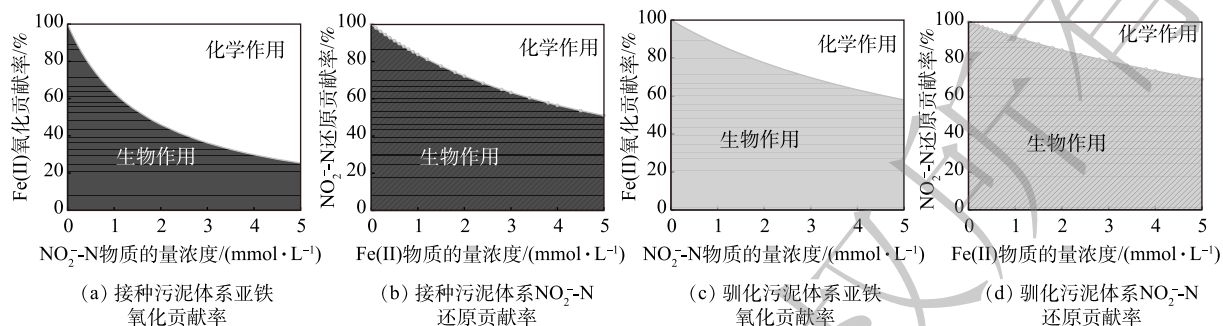 100
80
60
40
20
0
Fe(II)氧化贡献率/%
化学作用
生物作用
0 1 2 3 4 5
NO₂⁻-N物质的量浓度/(mmol·L⁻¹)
(a) 接种污泥体系亚铁
氧化贡献率
100
80
60
40
20
0
NO₂⁻-N还原贡献率/%
化学作用
生物作用
0 1 2 3 4 5
Fe(II)物质的量浓度/(mmol·L⁻¹)
(b) 接种污泥体系NO₂⁻-N
还原贡献率
100
80
60
40
20
0
Fe(II)氧化贡献率/%
化学作用
生物作用
0 1 2 3 4 5
NO₂⁻-N物质的量浓度/(mmol·L⁻¹)
(c) 驯化污泥体系亚铁
氧化贡献率
100
80
60
40
20
0
NO₂⁻-N还原贡献率/%
化学作用
生物作用
0 1 2 3 4 5
Fe(II)物质的量浓度/(mmol·L⁻¹)
(d) 驯化污泥体系NO₂⁻-N
还原贡献率